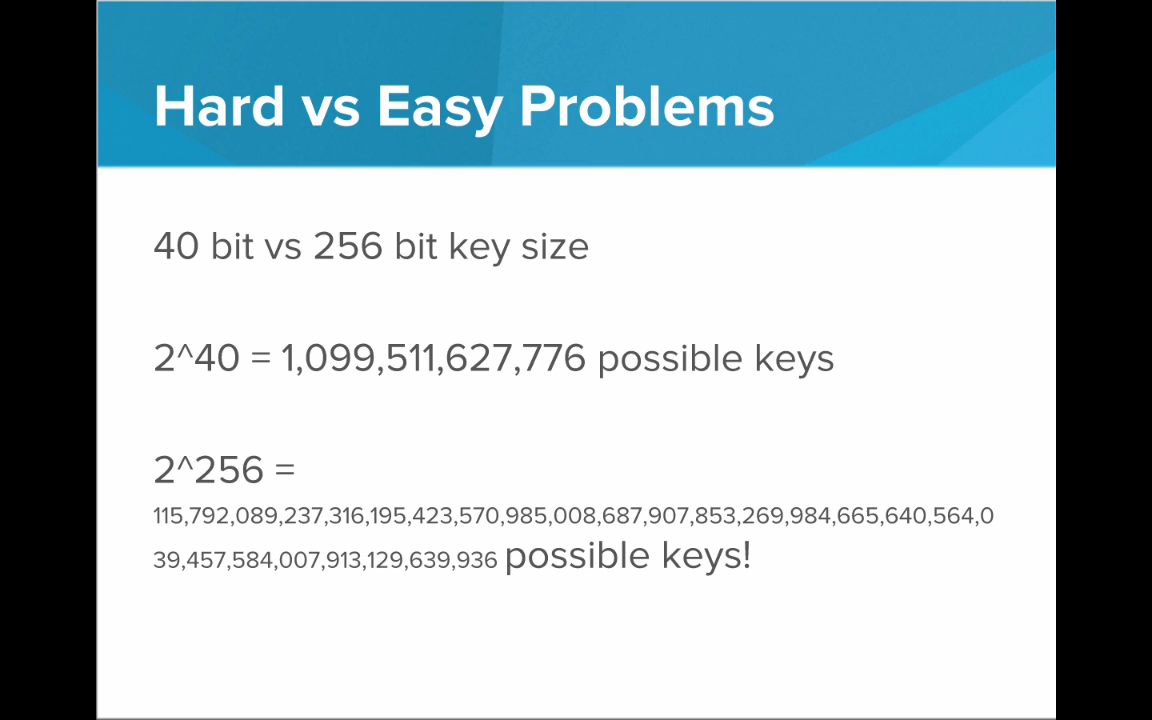 Hard vs Easy Problems
40 bit vs 256 bit key size
2^40 = 1,099,511,627,776 possible keys
2^256 =
115,792,089,237,316,195,423,570,985,008,687,907,853,269,984,665,640,564,0
39,457,584,007,913,129,639,936 possible keys!